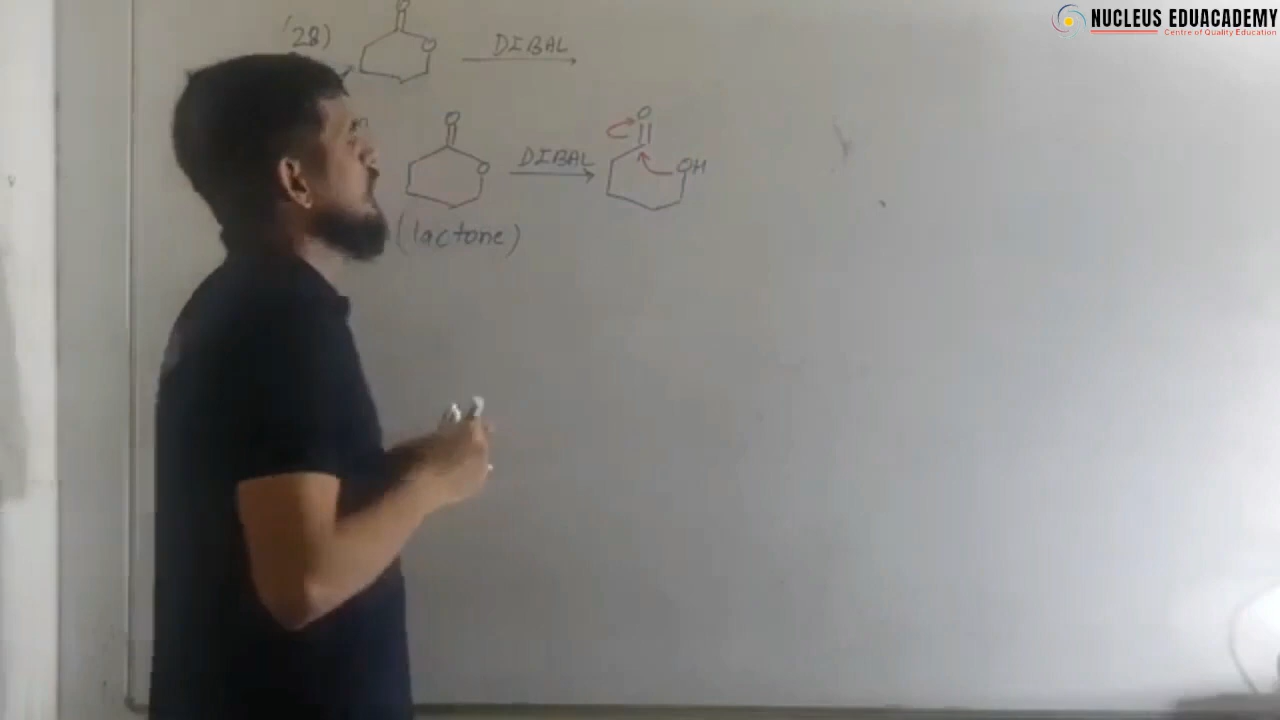 NUCLEUS EDUACADEMY
Centre of Quality Education
'28)
O
O
DIBAL
O
O
DIBAL
O
OH
(lactone)